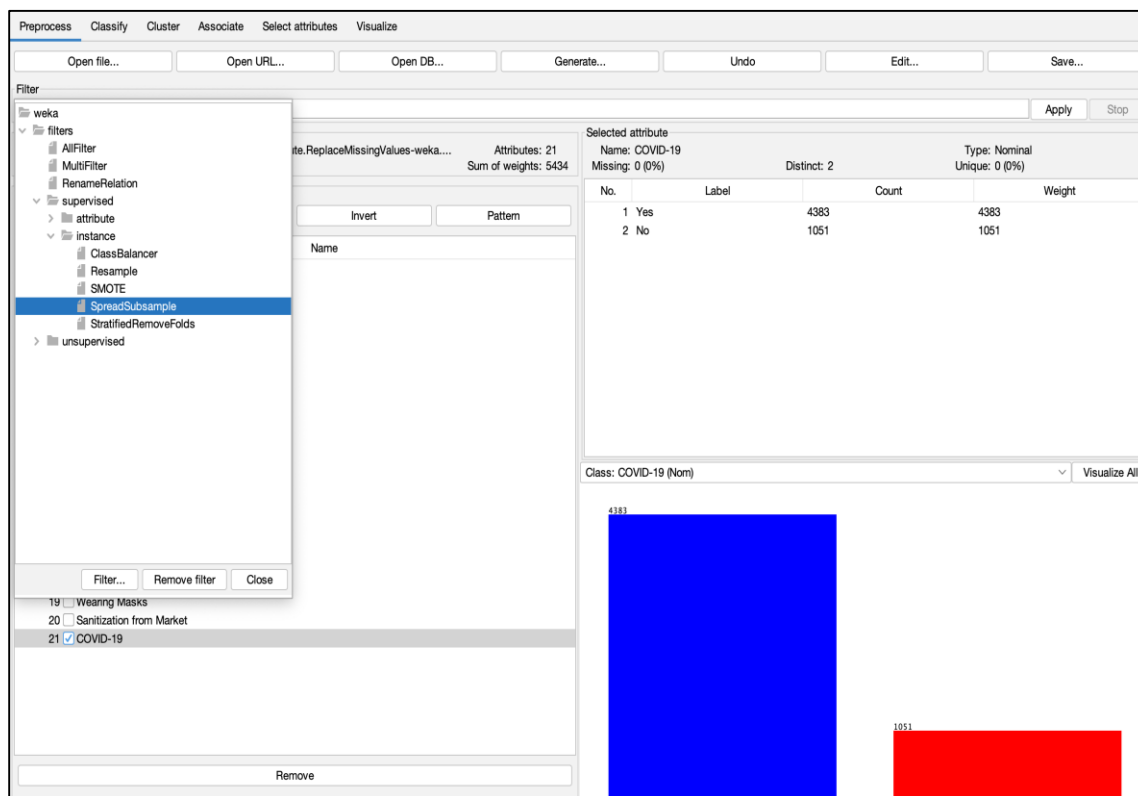 Preprocess Classify Cluster Associate Select attributes Visualize
Open file... Open URL... Open DB... Generate... Undo Edit... Save...
Filter
Apply Stop
weka
filters
AllFilter
MultiFilter
RenameRelation
supervised
attribute
instance
ClassBalancer
Resample
SMOTE
SpreadSubsample
StratifiedRemoveFolds
unsupervised
Filter... Remove filter Close
te.ReplaceMissingValues-weka.... Attributes: 21
Sum of weights: 5434
Invert Pattern
Name
19 Wearing Masks
20 Sanitization from Market
21 COVID-19
Remove
Selected attribute
Name: COVID-19 Type: Nominal
Missing: 0 (0%) Distinct: 2 Unique: 0 (0%)
No. Label Count Weight
1 Yes 4383 4383
2 No 1051 1051
Class: COVID-19 (Nom) Visualize All
4383
1051